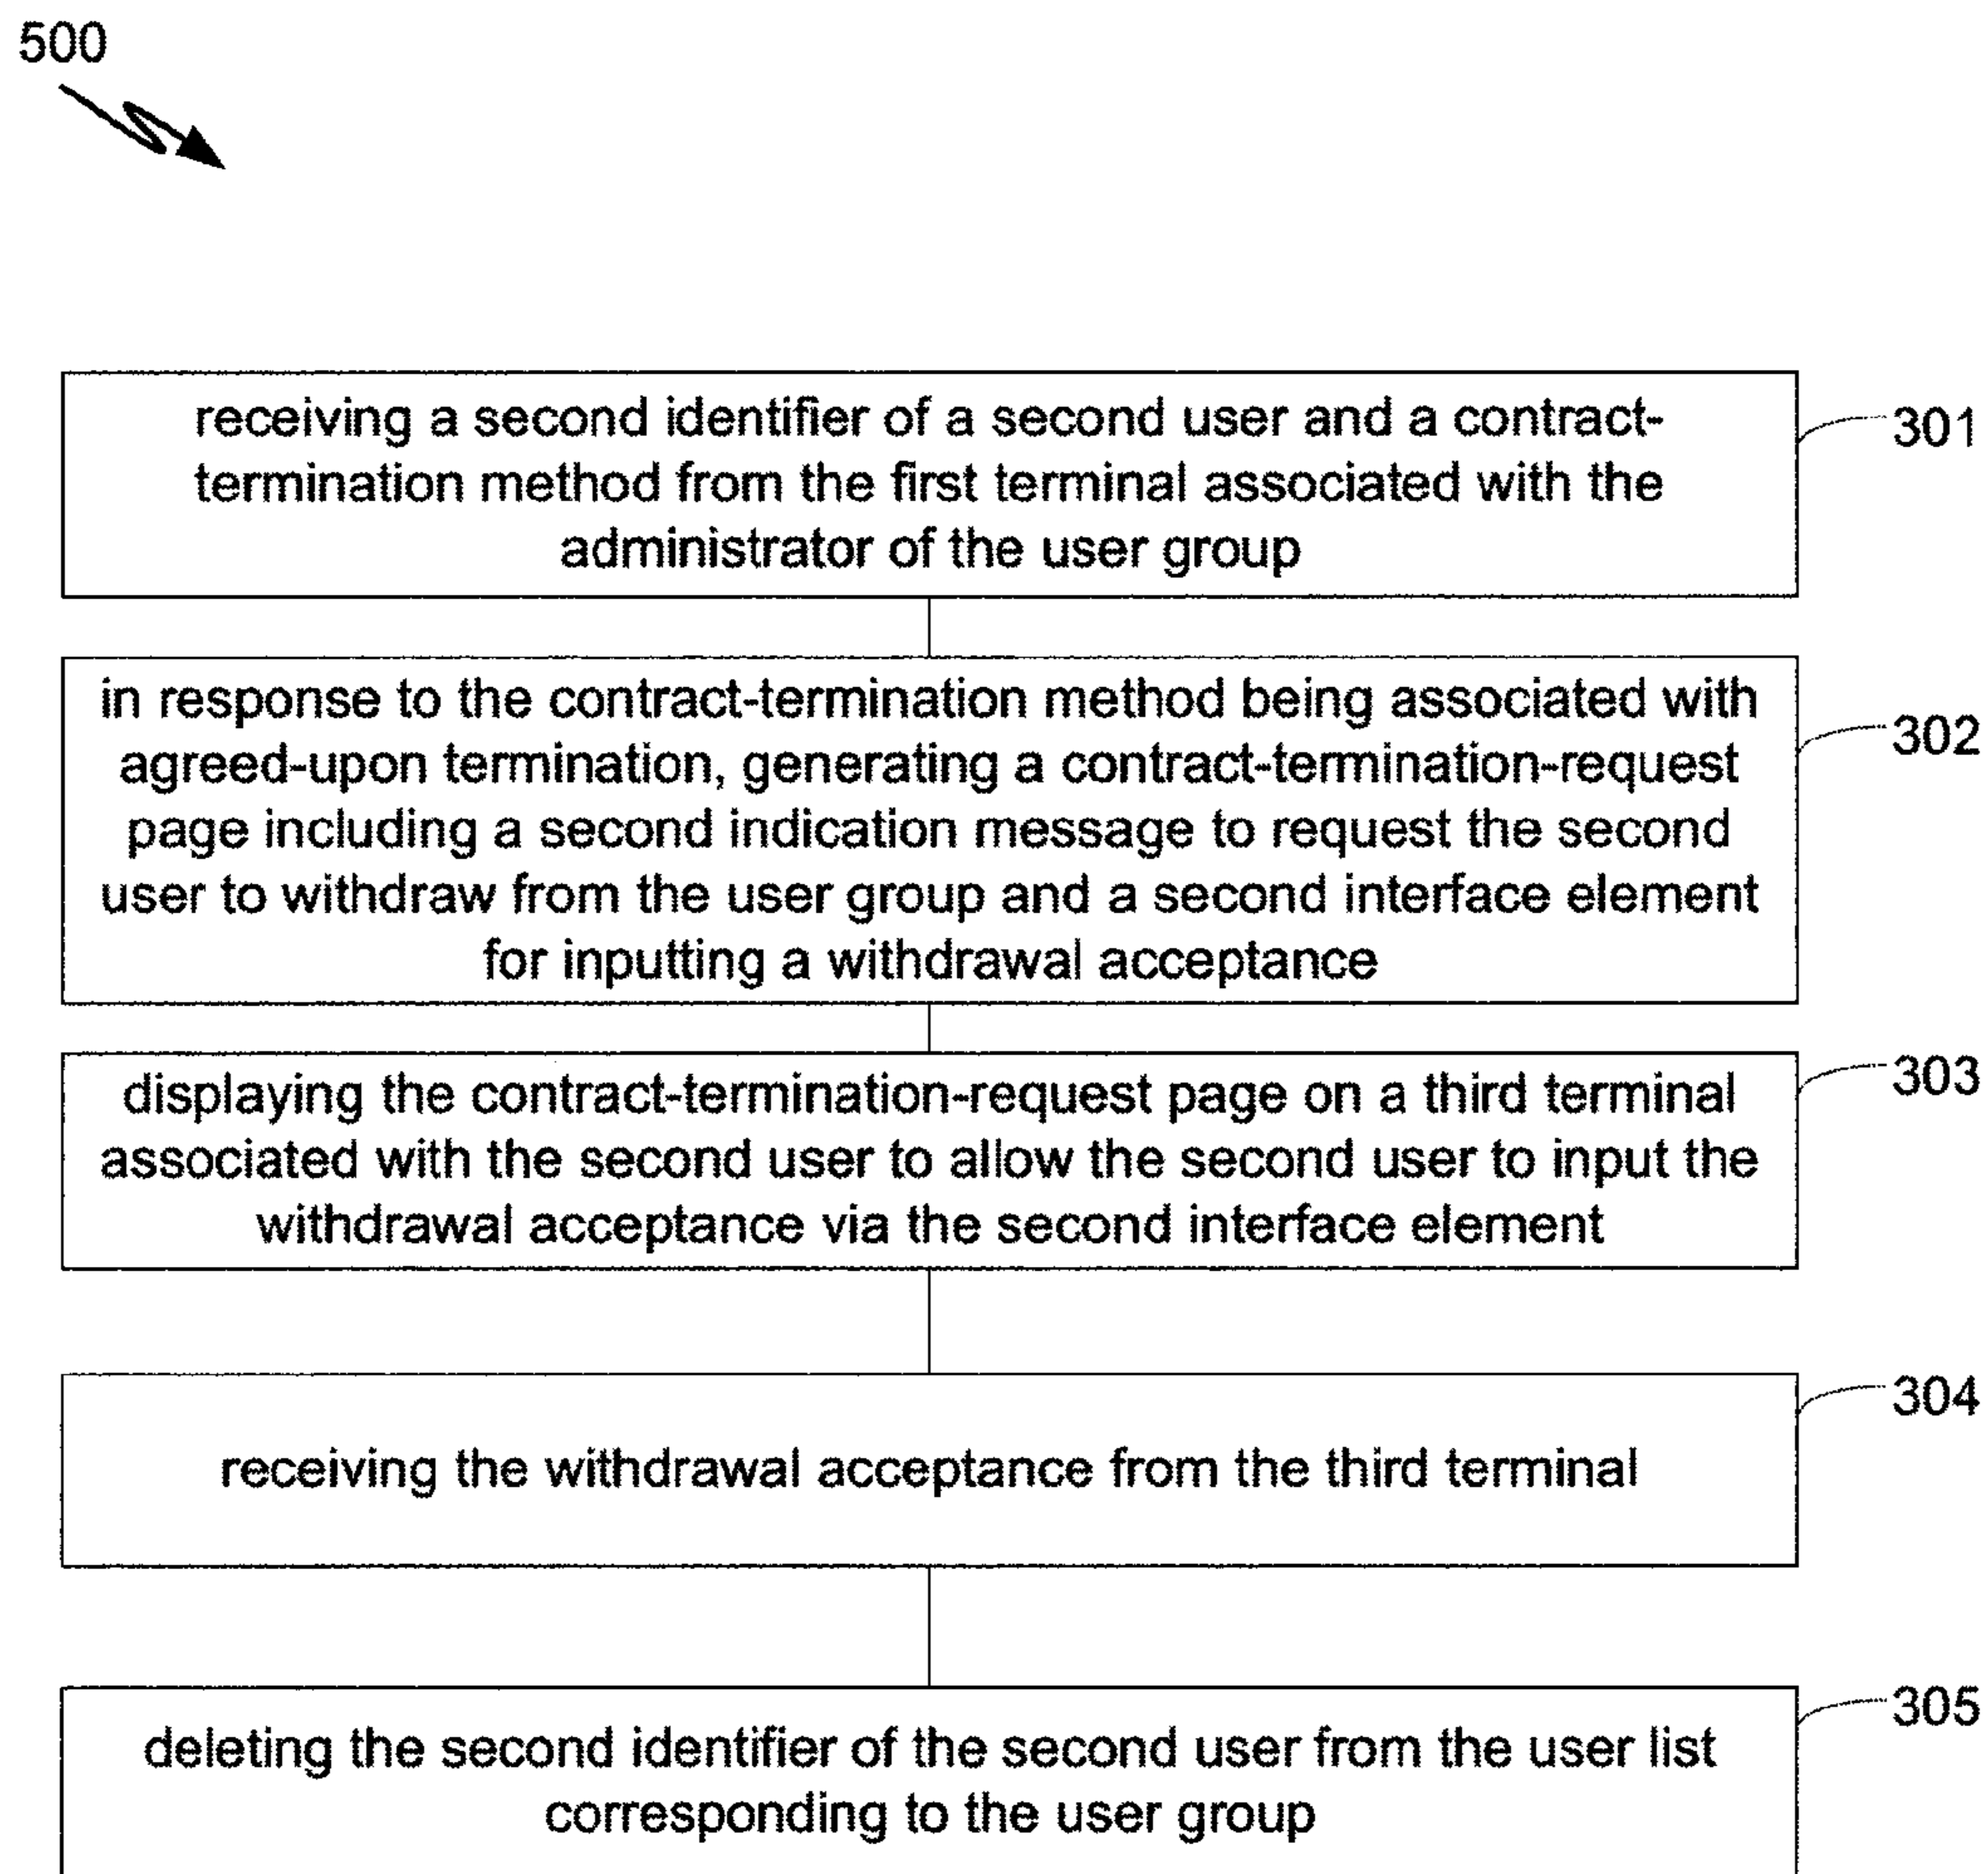 500
receiving a second identifier of a second user and a contract-
termination method from the first terminal associated with the
administrator of the user group
301
in response to the contract-termination method being associated with
agreed-upon termination, generating a contract-termination-request
page including a second indication message to request the second
user to withdraw from the user group and a second interface element
for inputting a withdrawal acceptance
302
displaying the contract-termination-request page on a third terminal
associated with the second user to allow the second user to input the
withdrawal acceptance via the second interface element
303
receiving the withdrawal acceptance from the third terminal
304
deleting the second identifier of the second user from the user list
corresponding to the user group
305